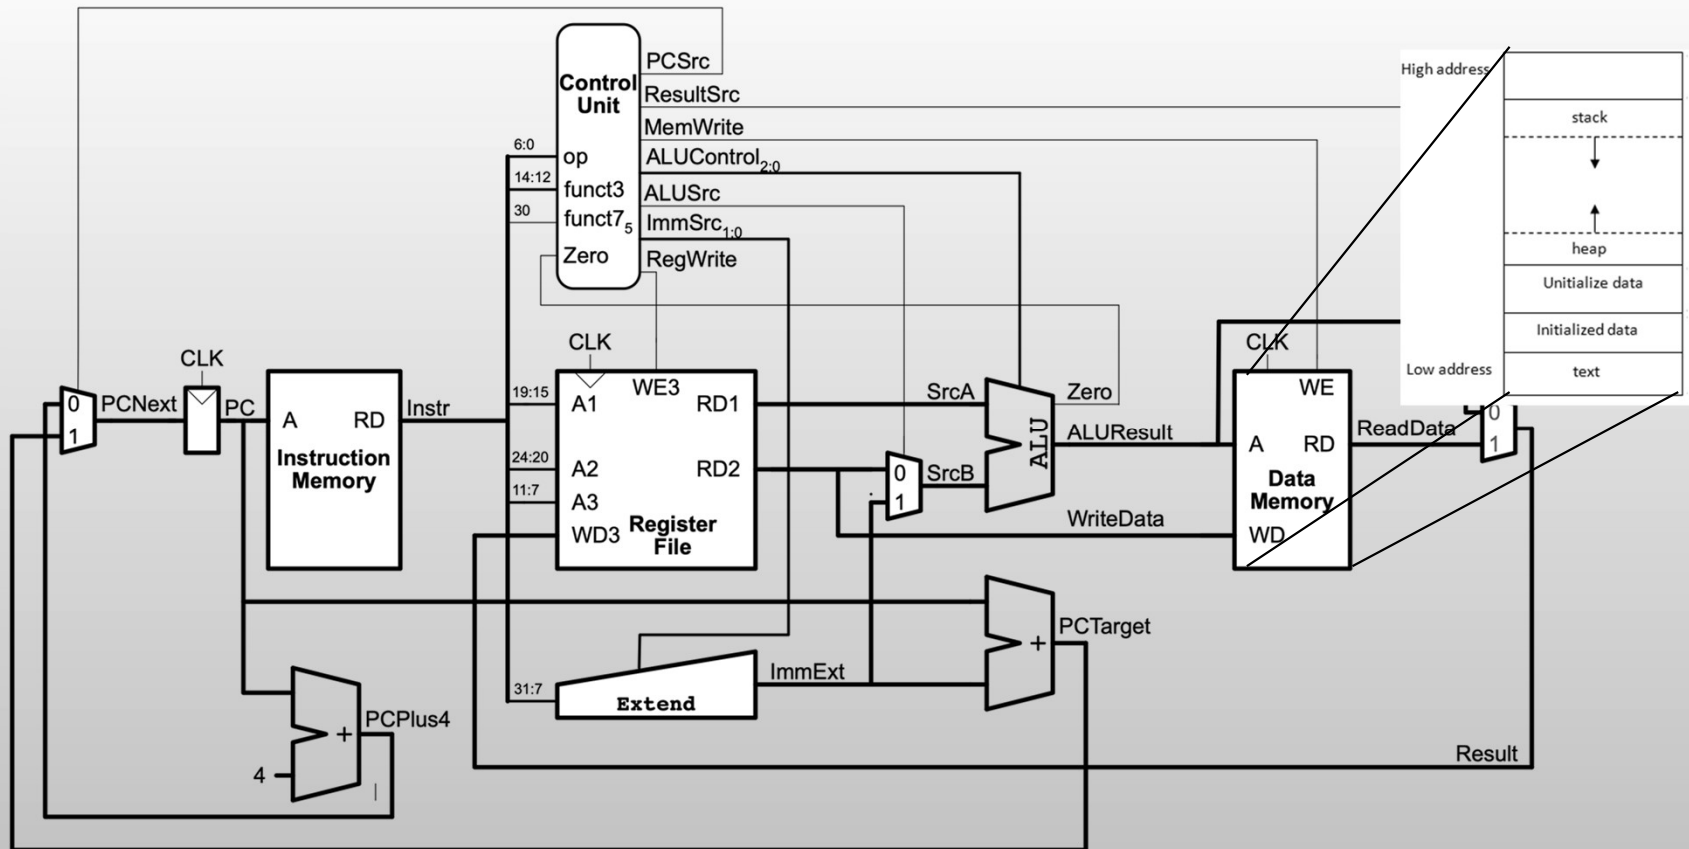 PCSrc
Control
Unit
ResultSrc
MemWrite
ALUControl2:0
ALUSrc
ImmSrc1:0
RegWrite
6:0
op
14:12
funct3
30
funct75
Zero
High address
stack
heap
Unitialize data
Initialized data
Low address
text
CLK
0
1
PCNext
PC
A
RD
Instruction
Memory
Instr
CLK
WE3
19:15
A1
RD1
24:20
A2
RD2
11:7
A3
WD3
Register
File
SrcA
0
1
SrcB
ALU
Zero
ALUResult
WriteData
CLK
WE
A
RD
Data
Memory
WD
ReadData
0
1
+
PCTarget
31:7
Extend
ImmExt
+
PCPlus4
4
Result